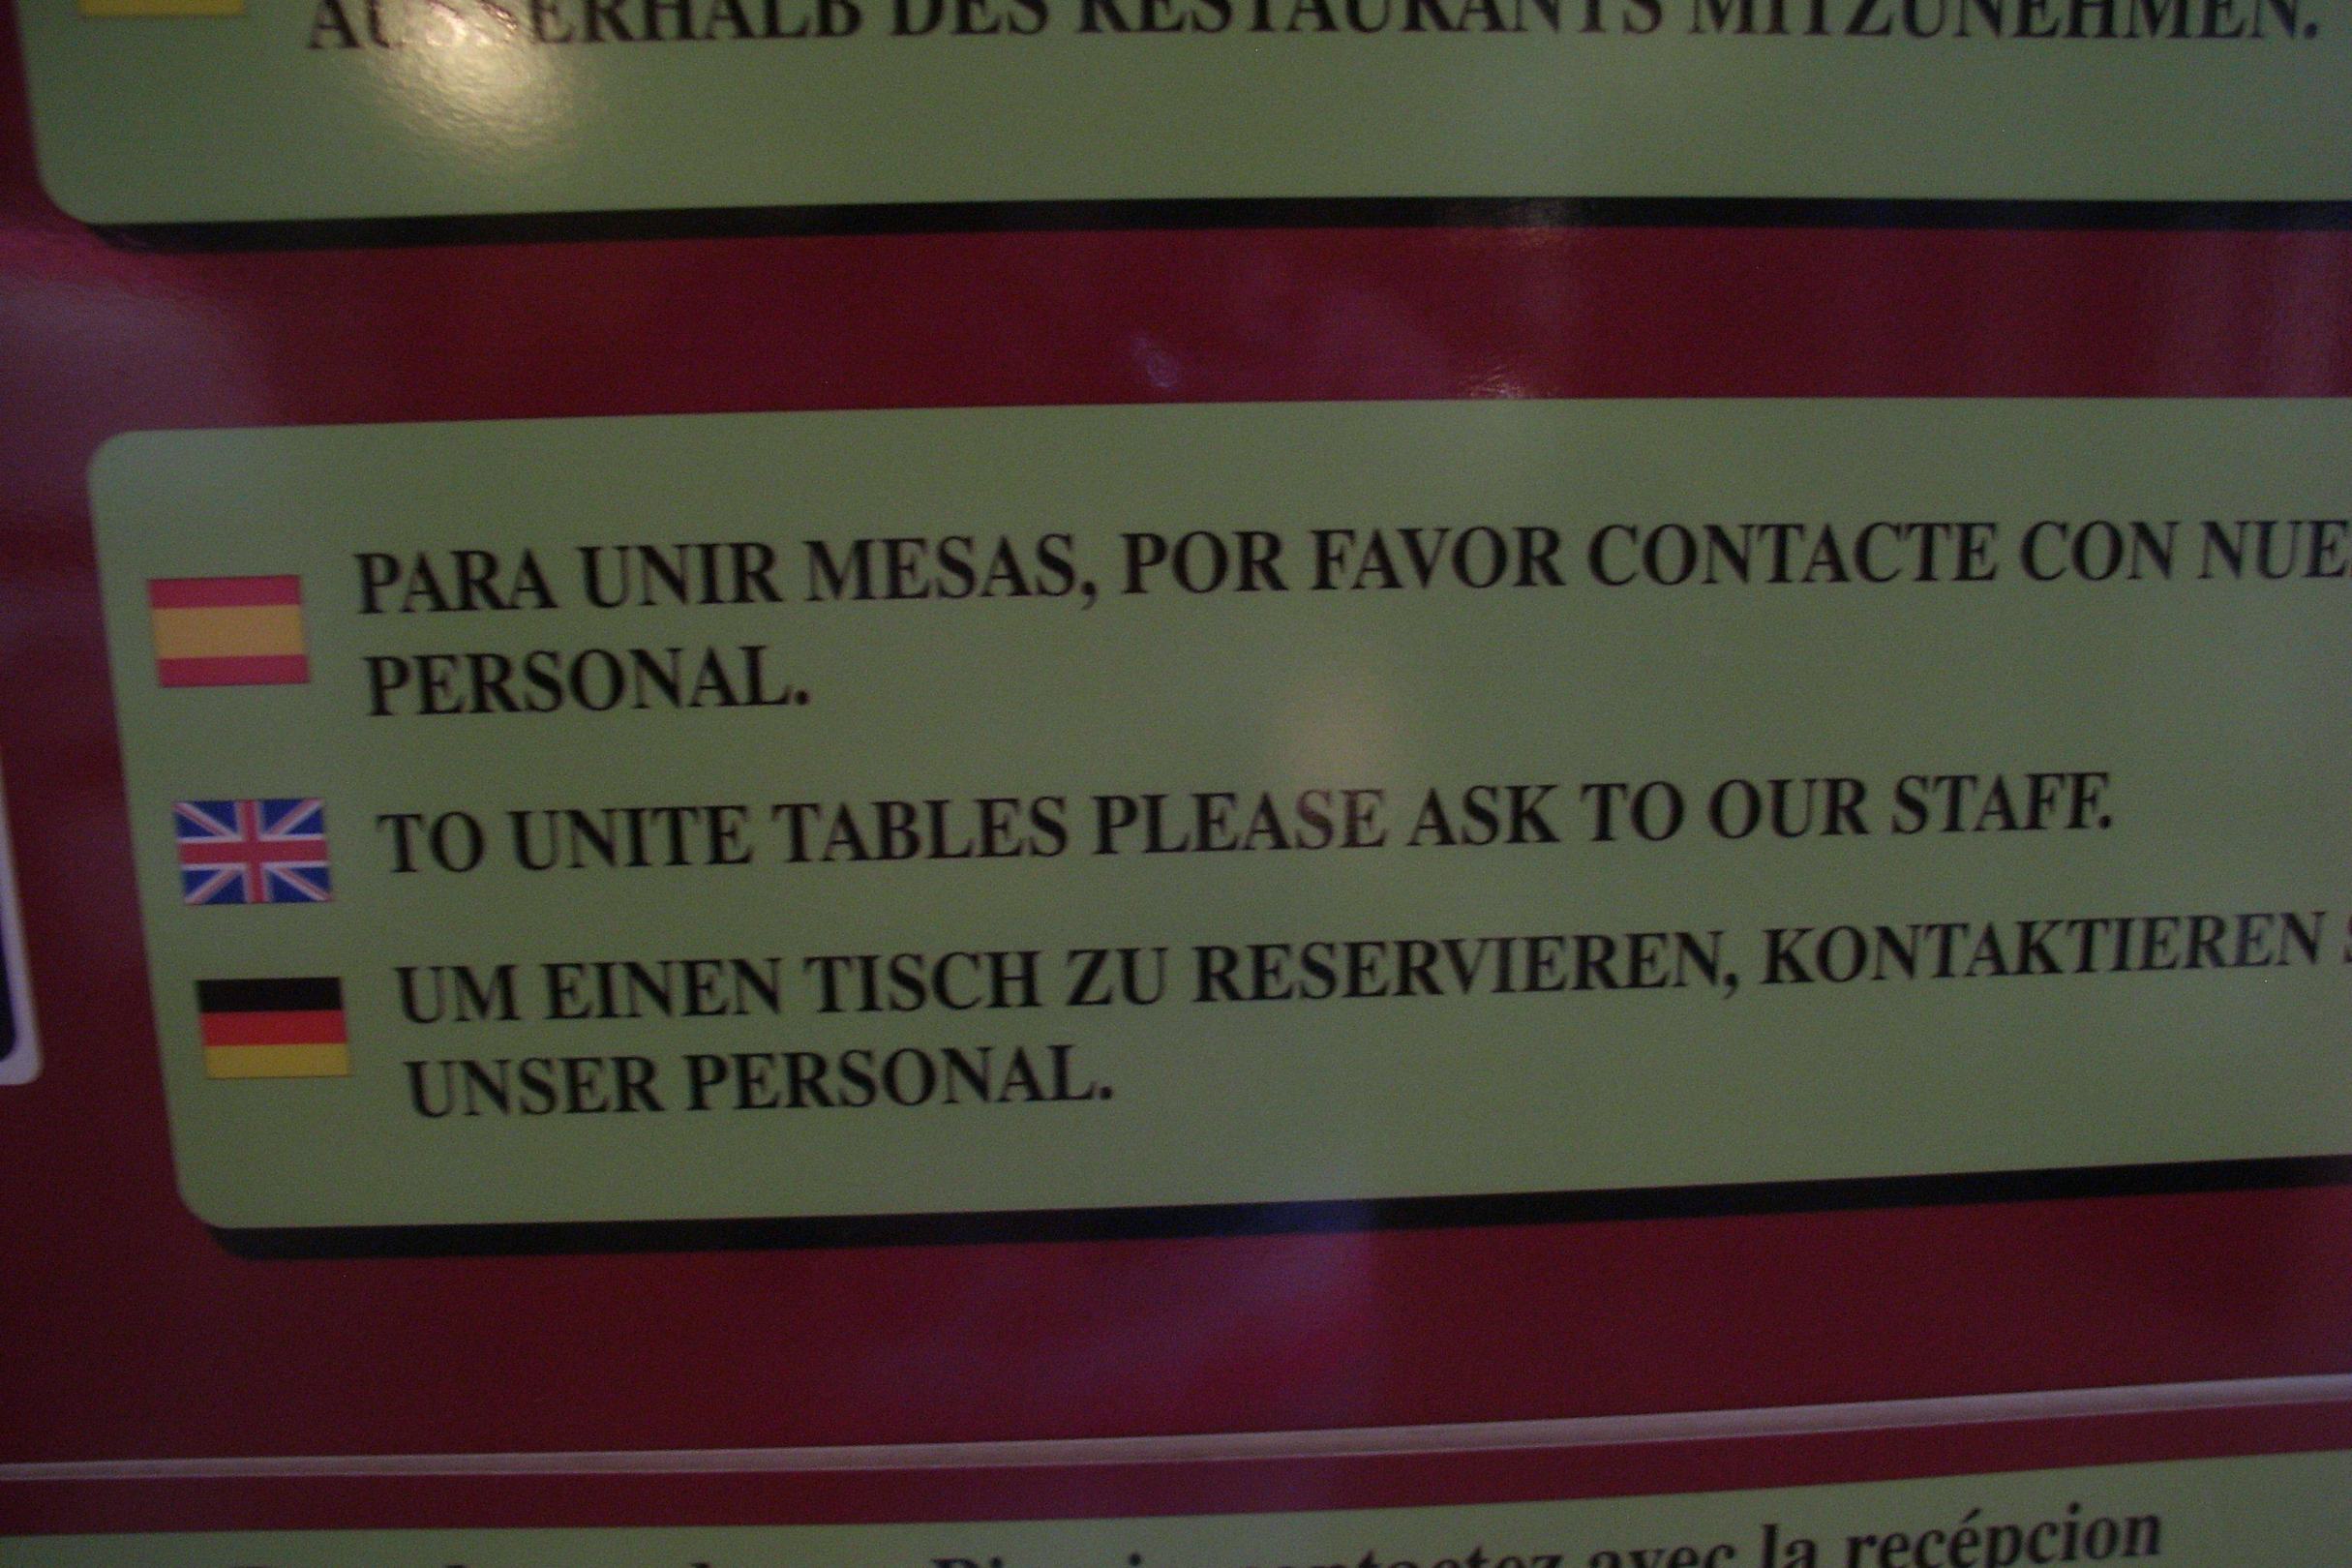 AUSSERHALB DES RESTAURANTS MITZUNEHMEN.
PARA UNIR MESAS, POR FAVOR CONTACTE CON
PERSONAL.
TO UNITE TABLES PLEASE ASK TO OUR STAFF.
UM EINEN TISCH ZU RESERVIEREN, KONTAKTIEREN
UNSER PERSONAL.
avec la recépcion